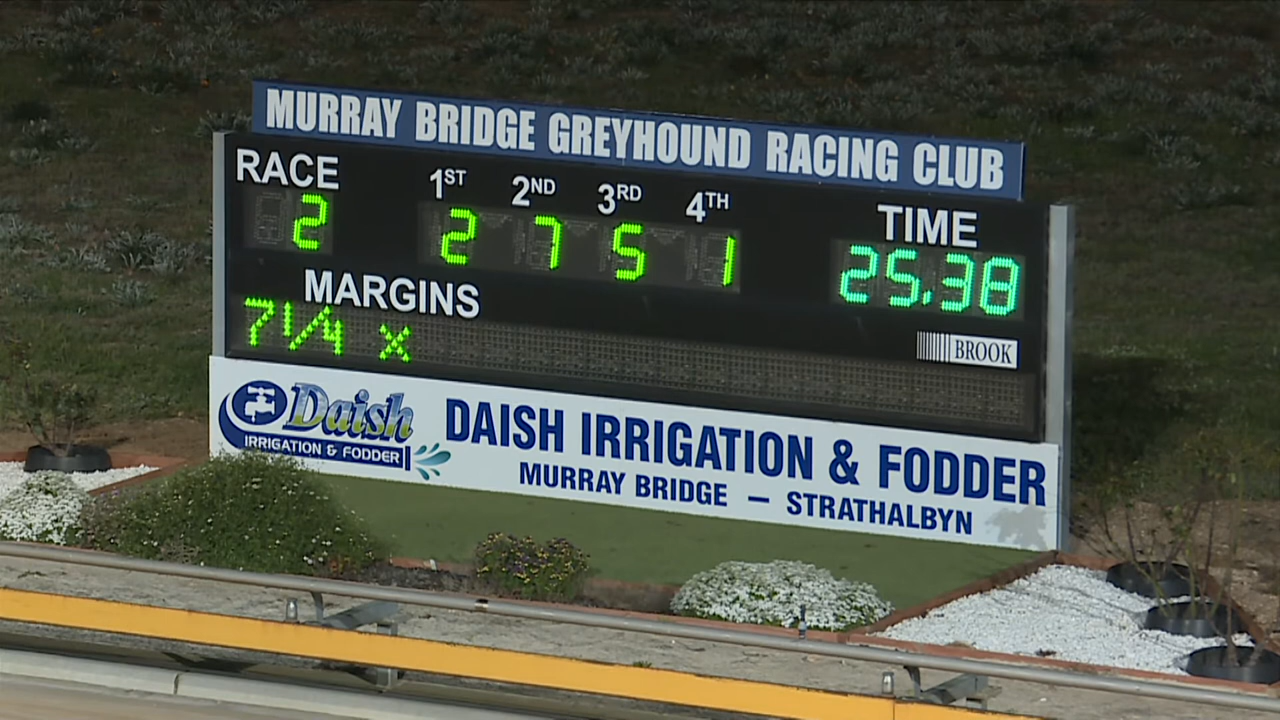 MURRAY BRIDGE GREYHOUND RACING CLUB
RACE 1ST 2ND 3RD 4TH TIME
2 2 7 5 1 25.38
MARGINS
7 1/4 x
BROOK
Daish
IRRIGATION & FODDER
DAISH IRRIGATION & FODDER
MURRAY BRIDGE – STRATHALBYN